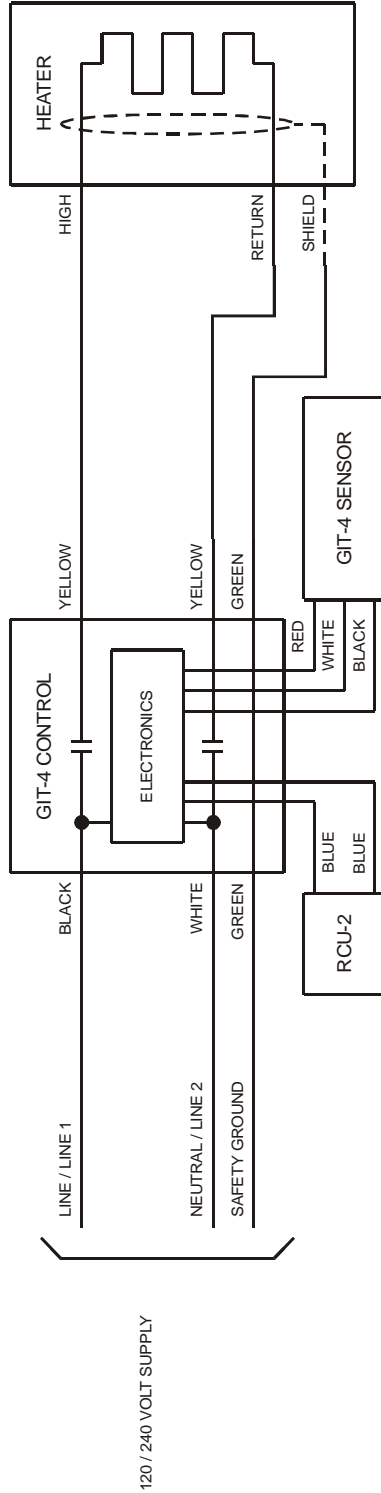 120 / 240 VOLT SUPPLY
LINE / LINE 1
NEUTRAL / LINE 2
SAFETY GROUND
BLACK
WHITE
GREEN
GIT-4 CONTROL
ELECTRONICS
YELLOW
YELLOW
GREEN
RED
WHITE
BLACK
BLUE
BLUE
RCU-2
GIT-4 SENSOR
HIGH
RETURN
SHIELD
HEATER